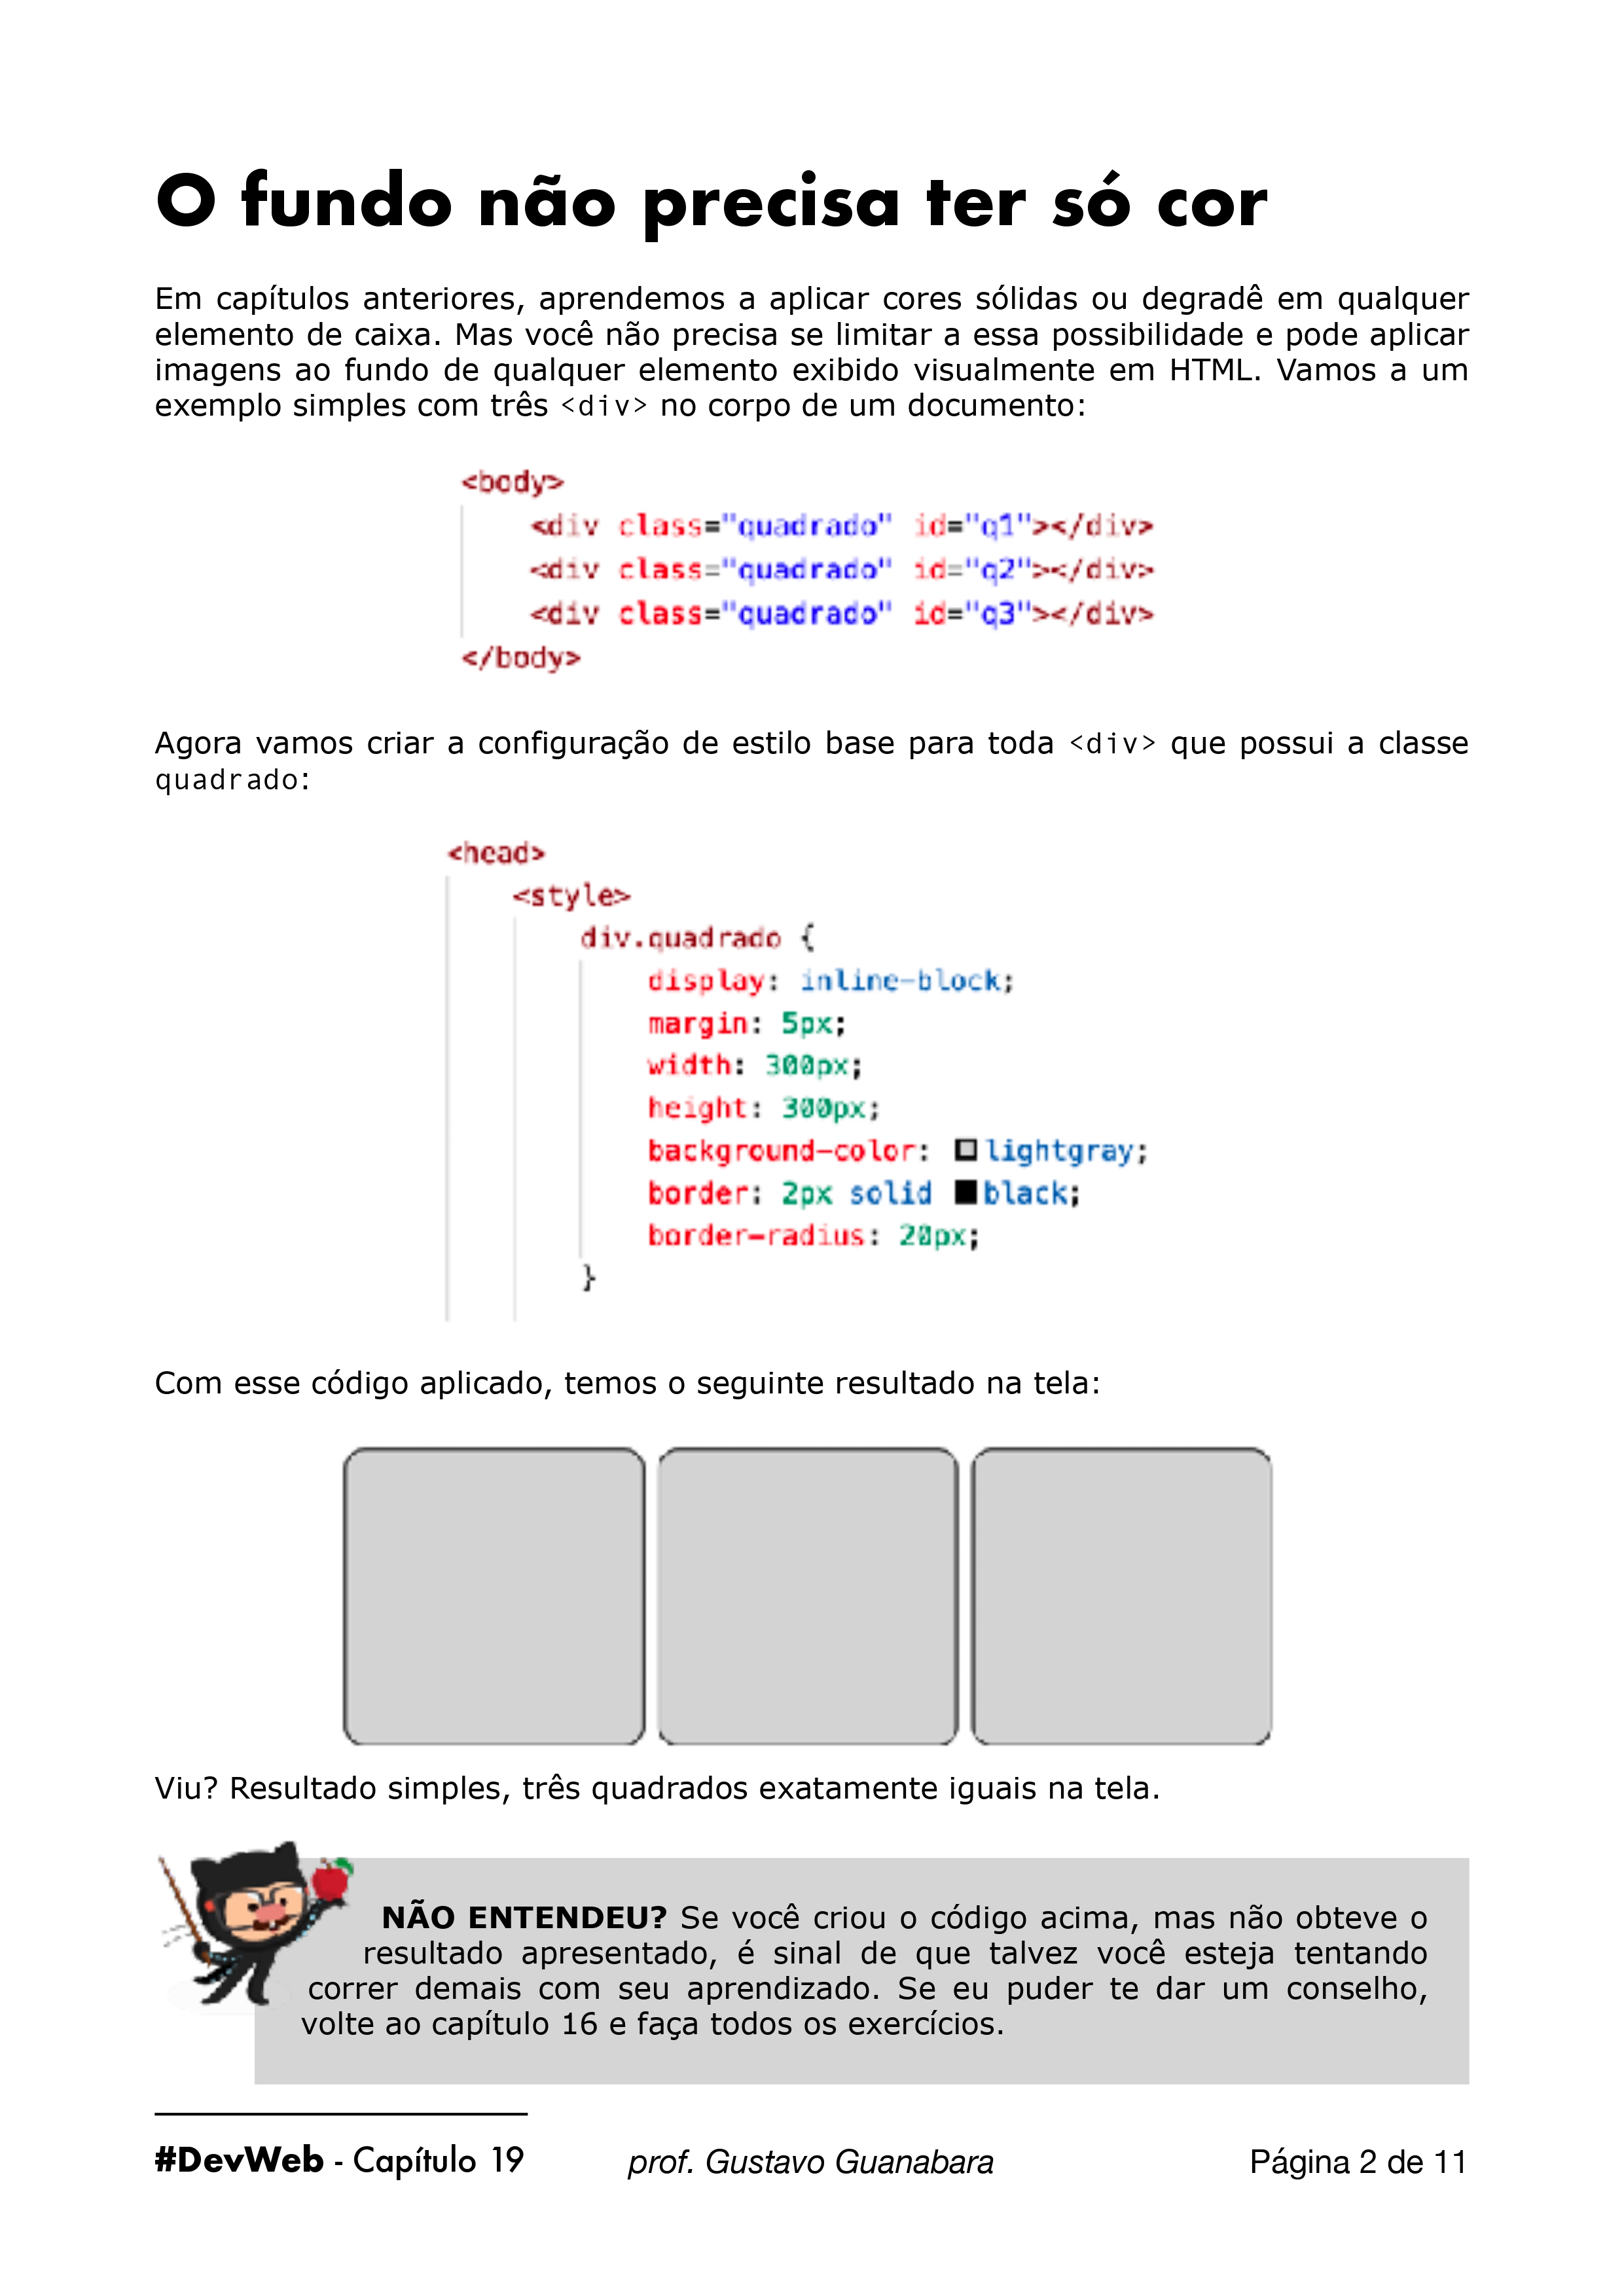 O fundo não precisa ter só cor
Em capítulos anteriores, aprendemos a aplicar cores sólidas ou degradê em qualquer
elemento de caixa. Mas você não precisa se limitar a essa possibilidade e pode aplicar
imagens ao fundo de qualquer elemento exibido visualmente em HTML. Vamos a um
exemplo simples com três <div> no corpo de um documento:
<body>
<div class="quadrado" id="q1"></div>
<div class="quadrado" id="q2"></div>
<div class="quadrado" id="q3"></div>
</body>
Agora vamos criar a configuração de estilo base para toda <div> que possui a classe
quadrado:
<head>
<style>
div.quadrado {
display: inline-block;
margin: 5px;
width: 300px;
height: 300px;
background-color: lightgray;
border: 2px solid black;
border-radius: 20px;
}
Com esse código aplicado, temos o seguinte resultado na tela:
Viu? Resultado simples, três quadrados exatamente iguais na tela.
NÃO ENTENDEU? Se você criou o código acima, mas não obteve o
resultado apresentado, é sinal de que talvez você esteja tentando
correr demais com seu aprendizado. Se eu puder te dar um conselho,
volte ao capítulo 16 e faça todos os exercícios.
#DevWeb - Capítulo 19 prof. Gustavo Guanabara Página 2 de 11